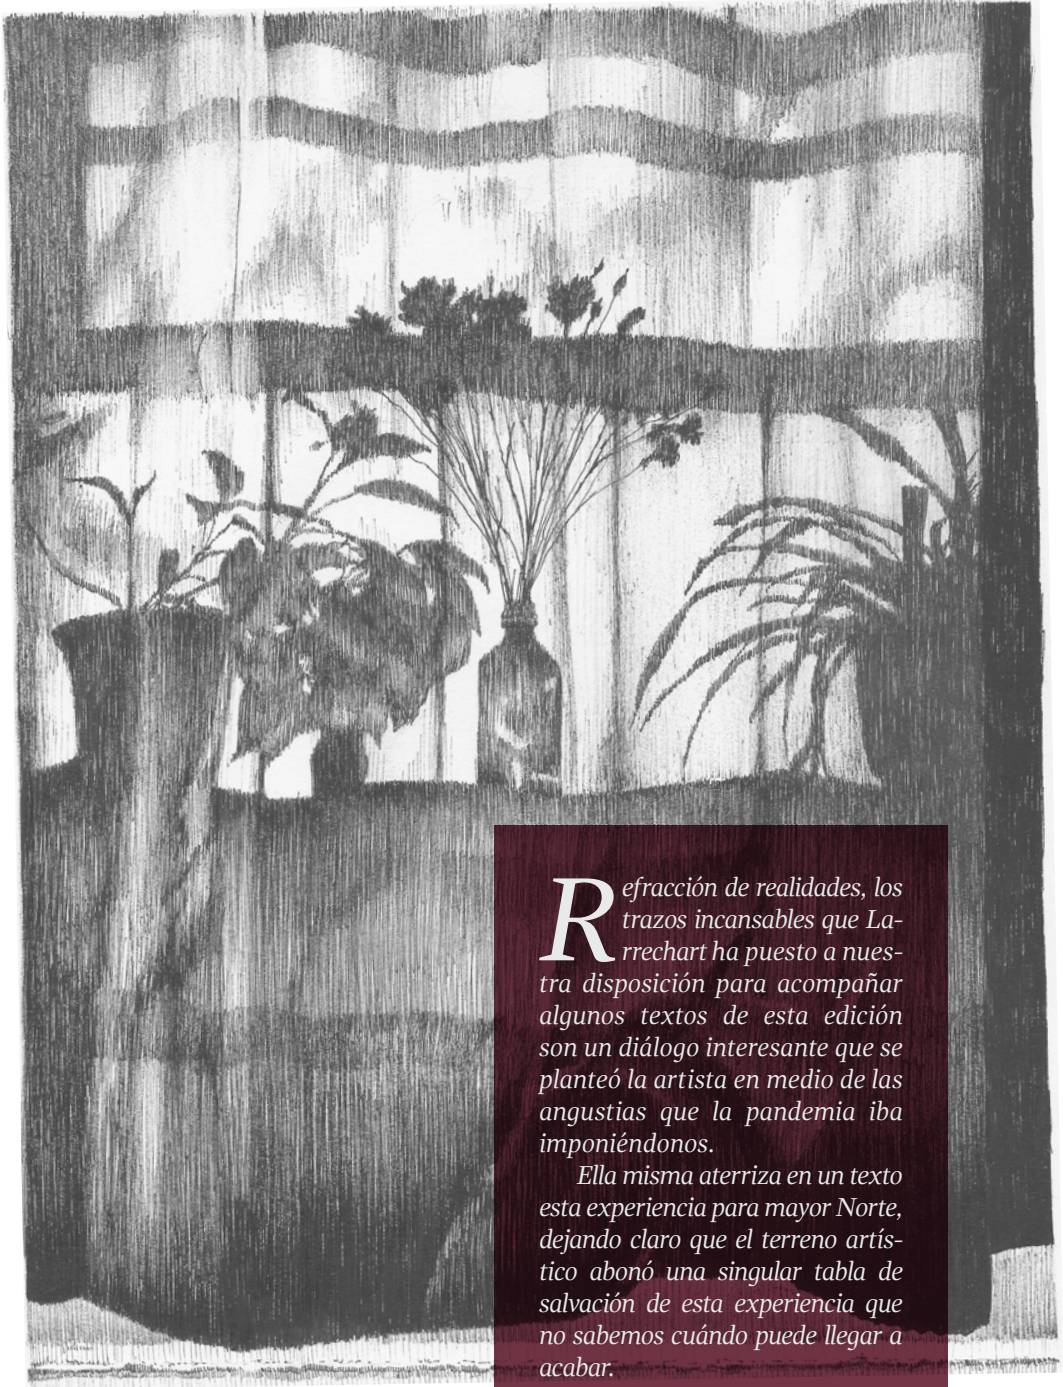 Refracción de realidades, los
trazos incansables que La-
rrechart ha puesto a nues-
tra disposición para acompañar
algunos textos de esta edición
son un diálogo interesante que se
planteó la artista en medio de las
angustias que la pandemia iba
imponiéndonos.
Ella misma aterriza en un texto
esta experiencia para mayor Norte,
dejando claro que el terreno artís-
tico abonó una singular tabla de
salvación de esta experiencia que
no sabemos cuándo puede llegar a
acabar.